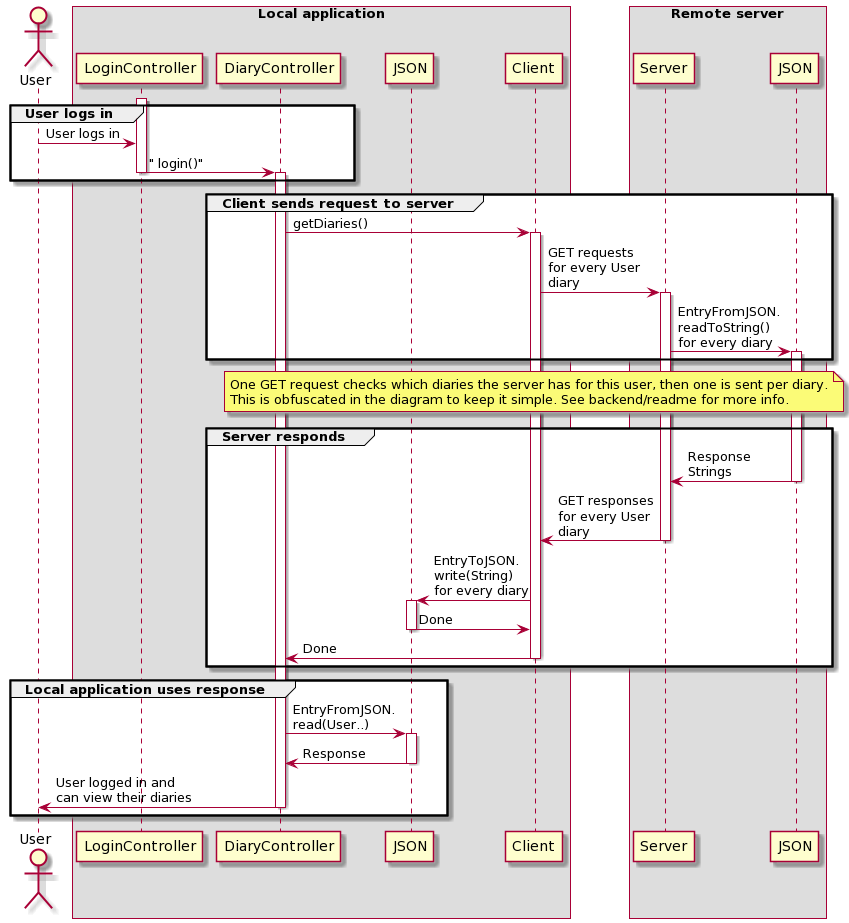 Local application
Remote server
User
LoginController
DiaryController
JSON
Client
Server
JSON
User logs in
User logs in
" login()"
Client sends request to server
getDiaries()
GET requests
for every User
diary
EntryFromJSON.
readToString()
for every diary
One GET request checks which diaries the server has for this user, then one is sent per diary.
This is obfuscated in the diagram to keep it simple. See backend/readme for more info.
Server responds
Response
Strings
GET responses
for every User
diary
EntryToJSON.
write(String)
for every diary
Done
Done
Local application uses response
EntryFromJSON.
read(User..)
Response
User logged in and
can view their diaries
User
LoginController
DiaryController
JSON
Client
Server
JSON